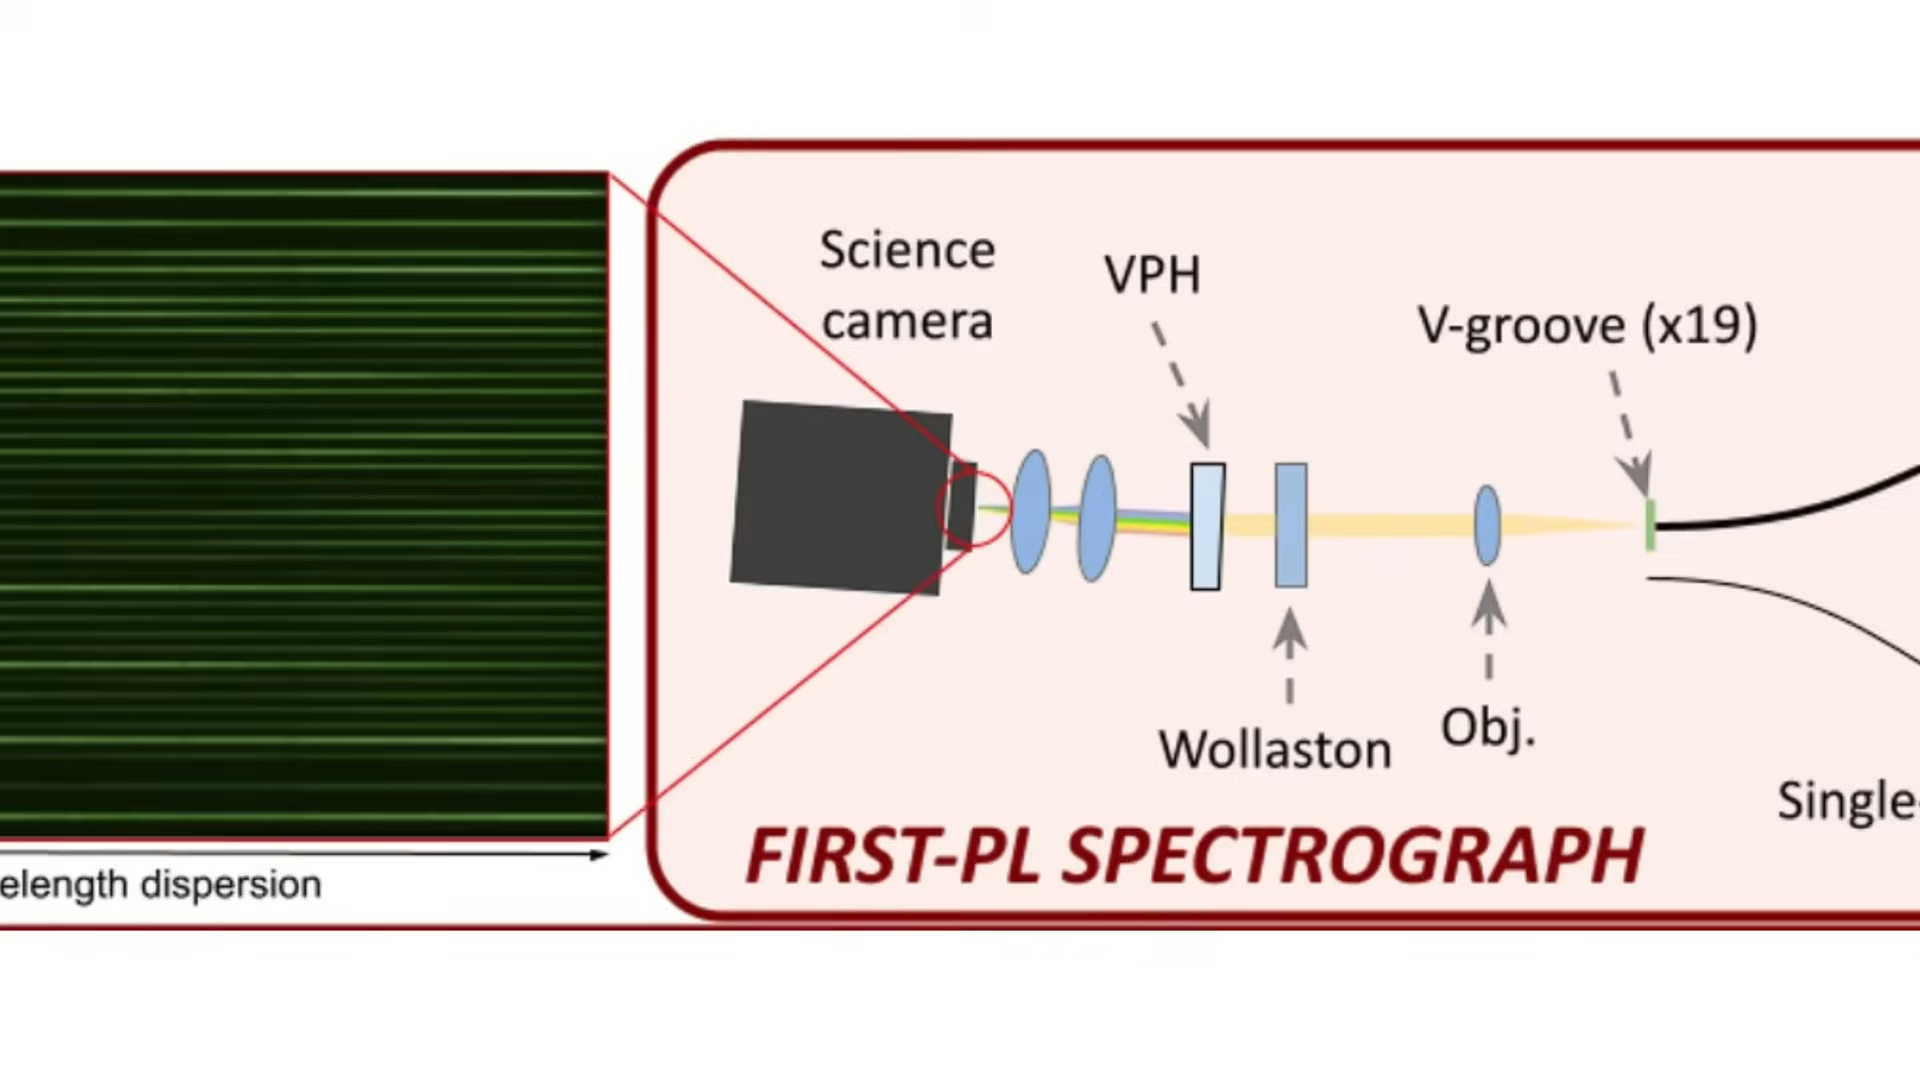 Science
camera
VPH
V-groove (x19)
Wollaston
Obj.
Single-
FIRST-PL SPECTROGRAPH
elength dispersion